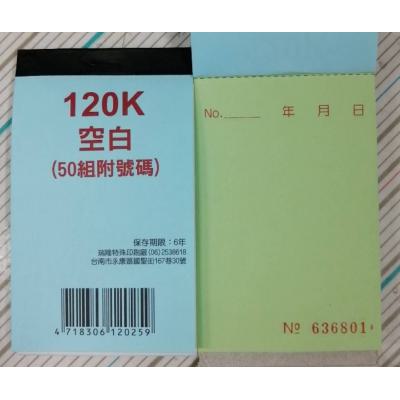 120K
空白
(50組附號碼)
保存期限：6年
瑞隆特殊印刷廠(06)2538618
台南市永康區國聖街167巷30號
4 718306 120259
No.______ 年 月 日
№ 636801